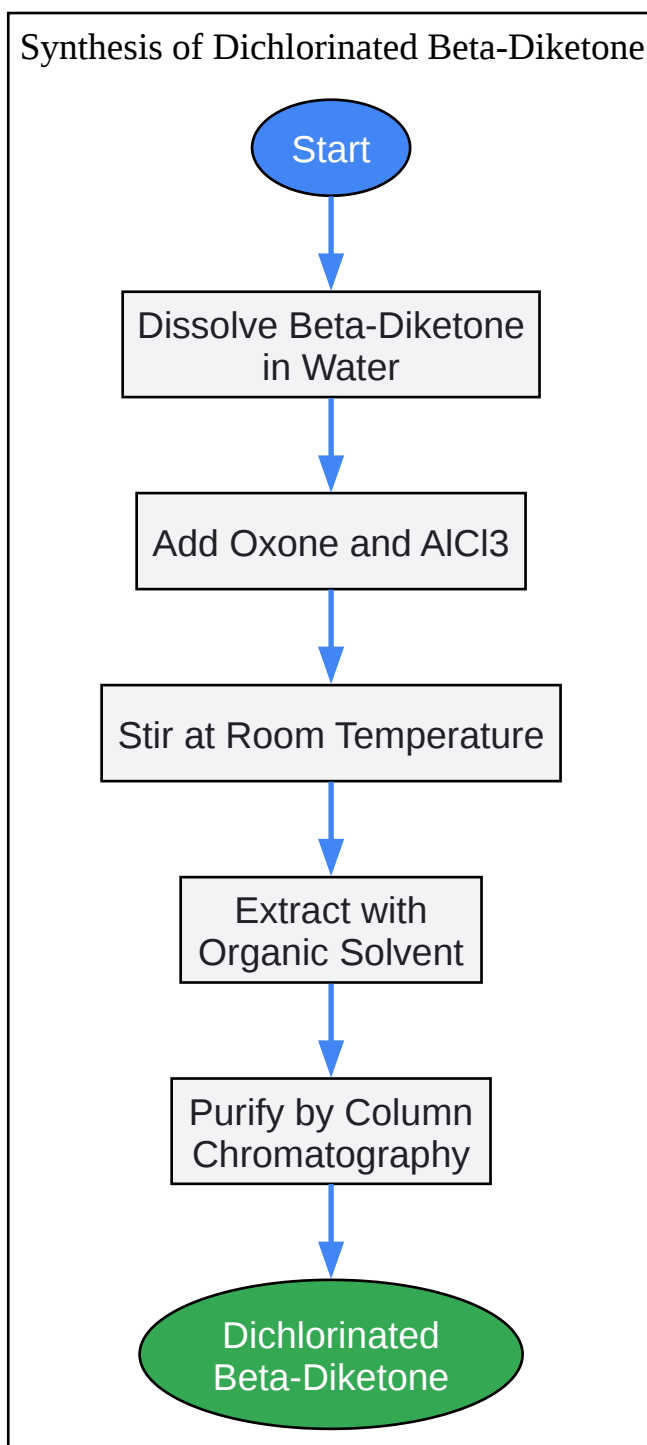 Synthesis of Dichlorinated Beta-Diketone
Start
Dissolve Beta-Diketone
in Water
Add Oxone and AlCl3
Stir at Room Temperature
Extract with
Organic Solvent
Purify by Column
Chromatography
Dichlorinated
Beta-Diketone